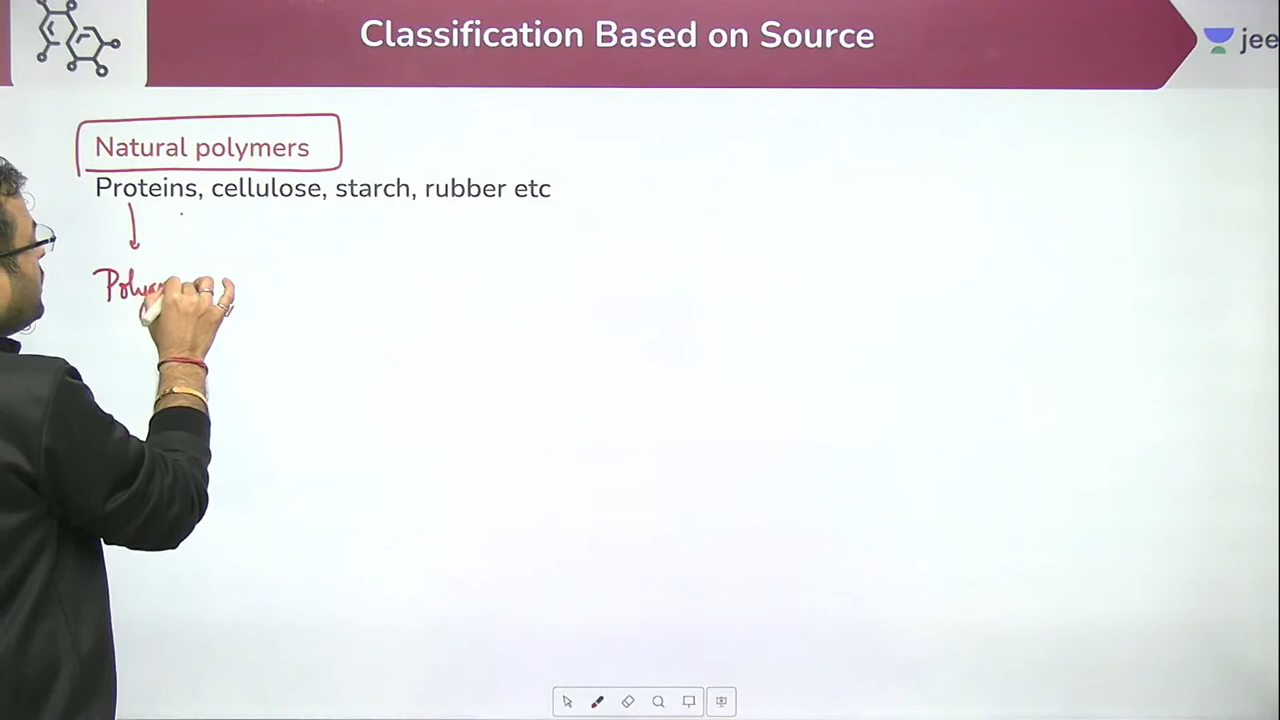 Classification Based on Source
jee
Natural polymers
Proteins, cellulose, starch, rubber etc